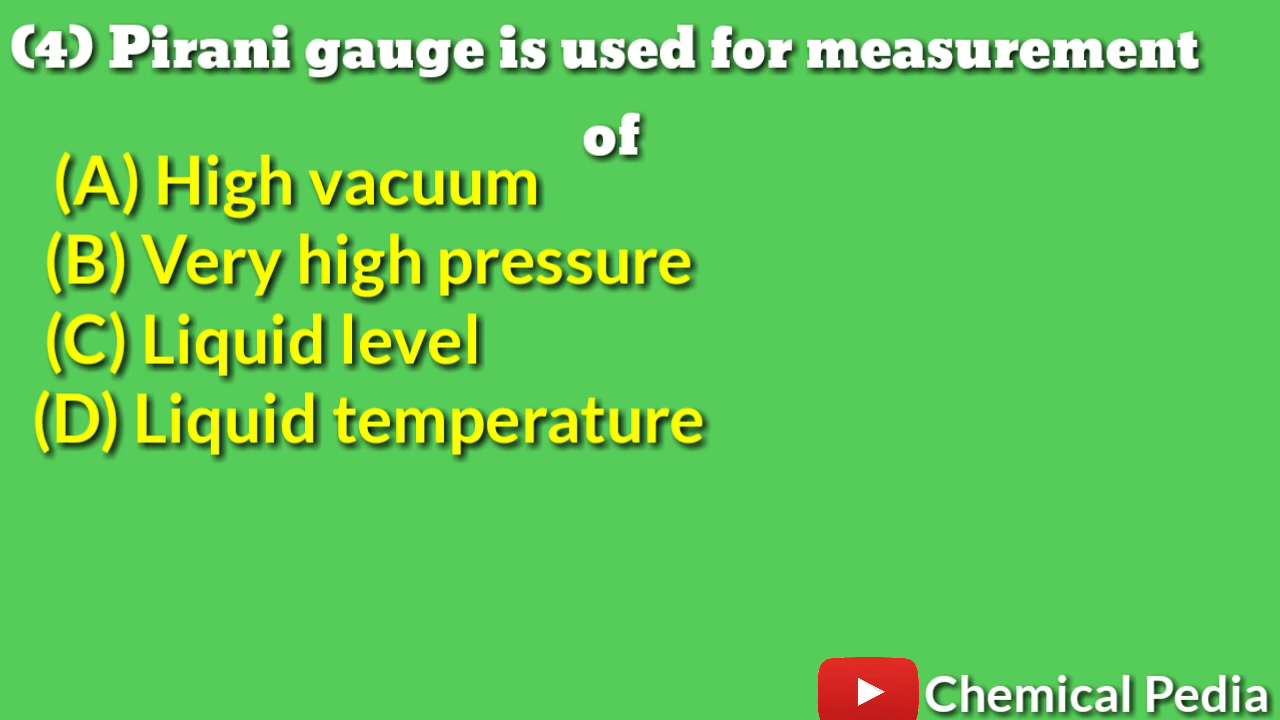 (4) Pirani gauge is used for measurement
of
(A) High vacuum
(B) Very high pressure
(C) Liquid level
(D) Liquid temperature
Chemical Pedia